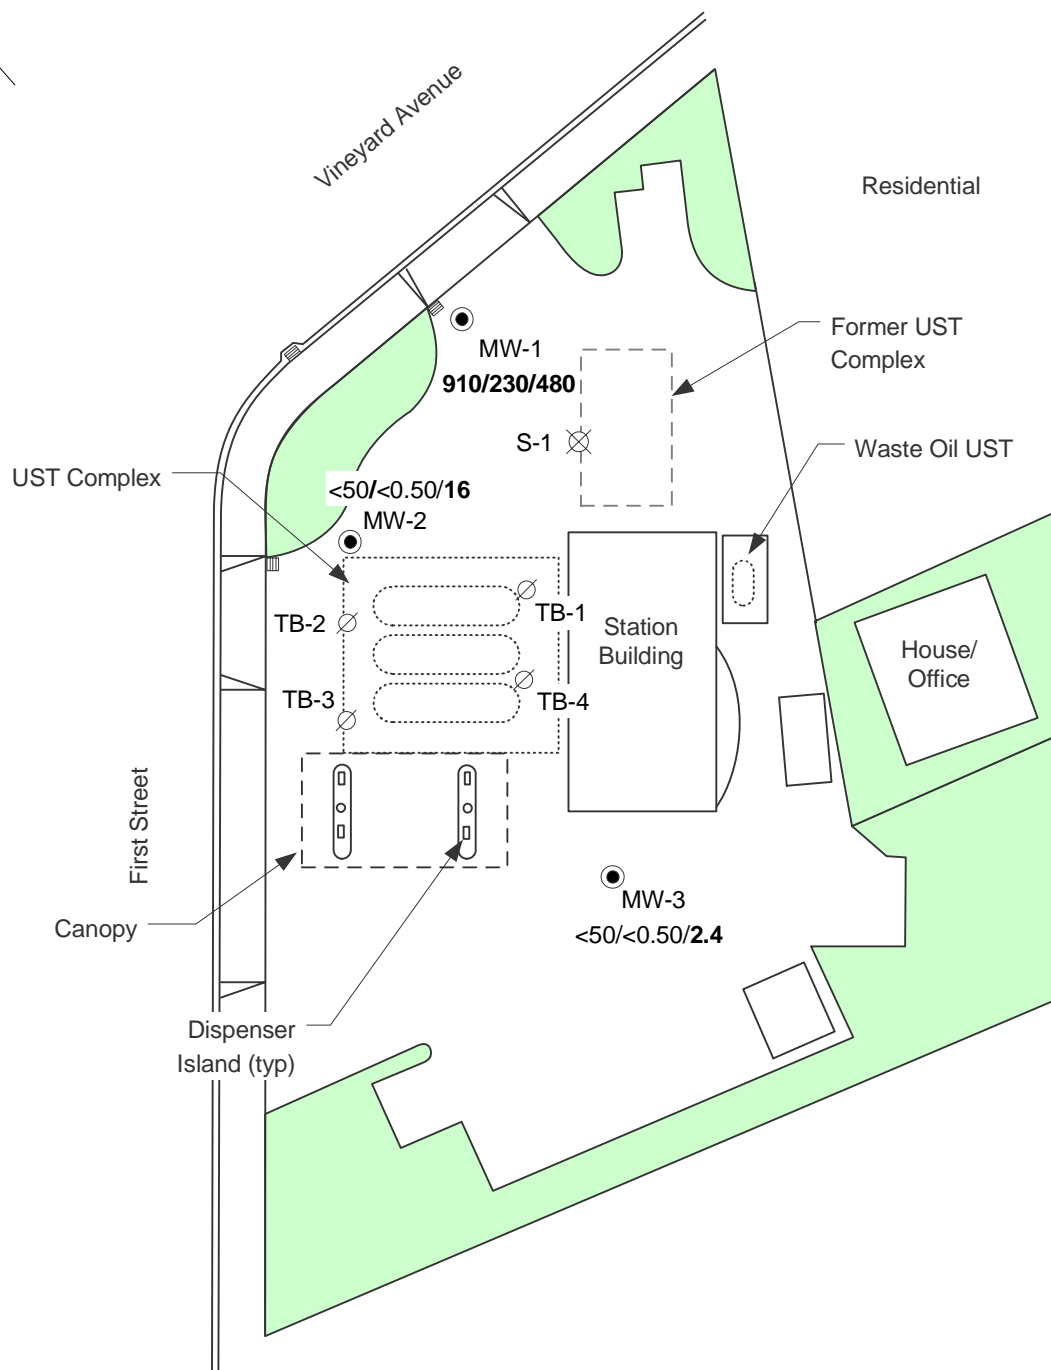 Vineyard Avenue
Residential
Former UST
Complex
MW-1
910/230/480
S-1
Waste Oil UST
UST Complex
<50/<0.50/16
MW-2
TB-1
TB-2
Station
Building
House/
Office
TB-3
TB-4
First Street
MW-3
<50/<0.50/2.4
Canopy
Dispenser
Island (typ)